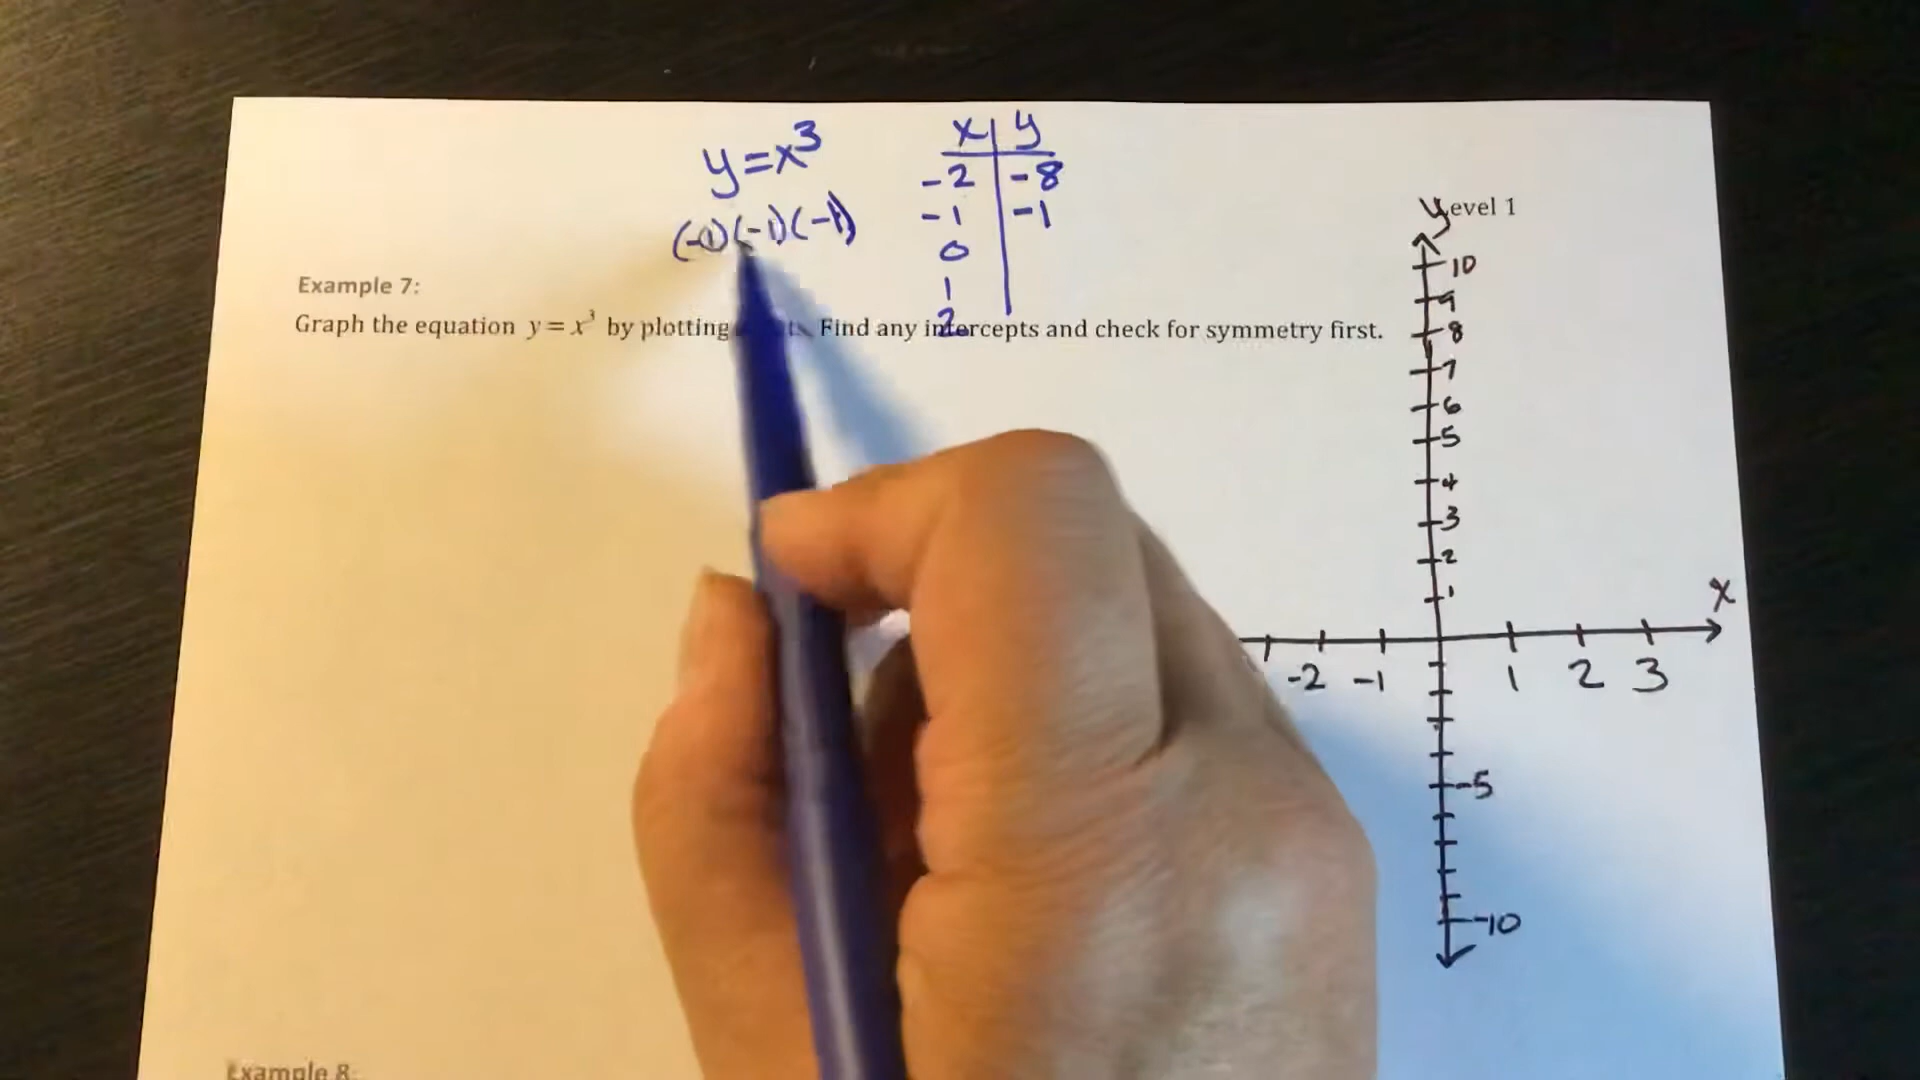 y=x³
(-1)(-1)(-1)
x y
-2 -8
-1 -1
0
1
2
Example 7:
Graph the equation y = x³ by plotting Find any intercepts and check for symmetry first.
y evel 1
10
9
8
7
6
5
4
3
2
1
x
-2 -1 1 2 3
-5
-10
Example 8: